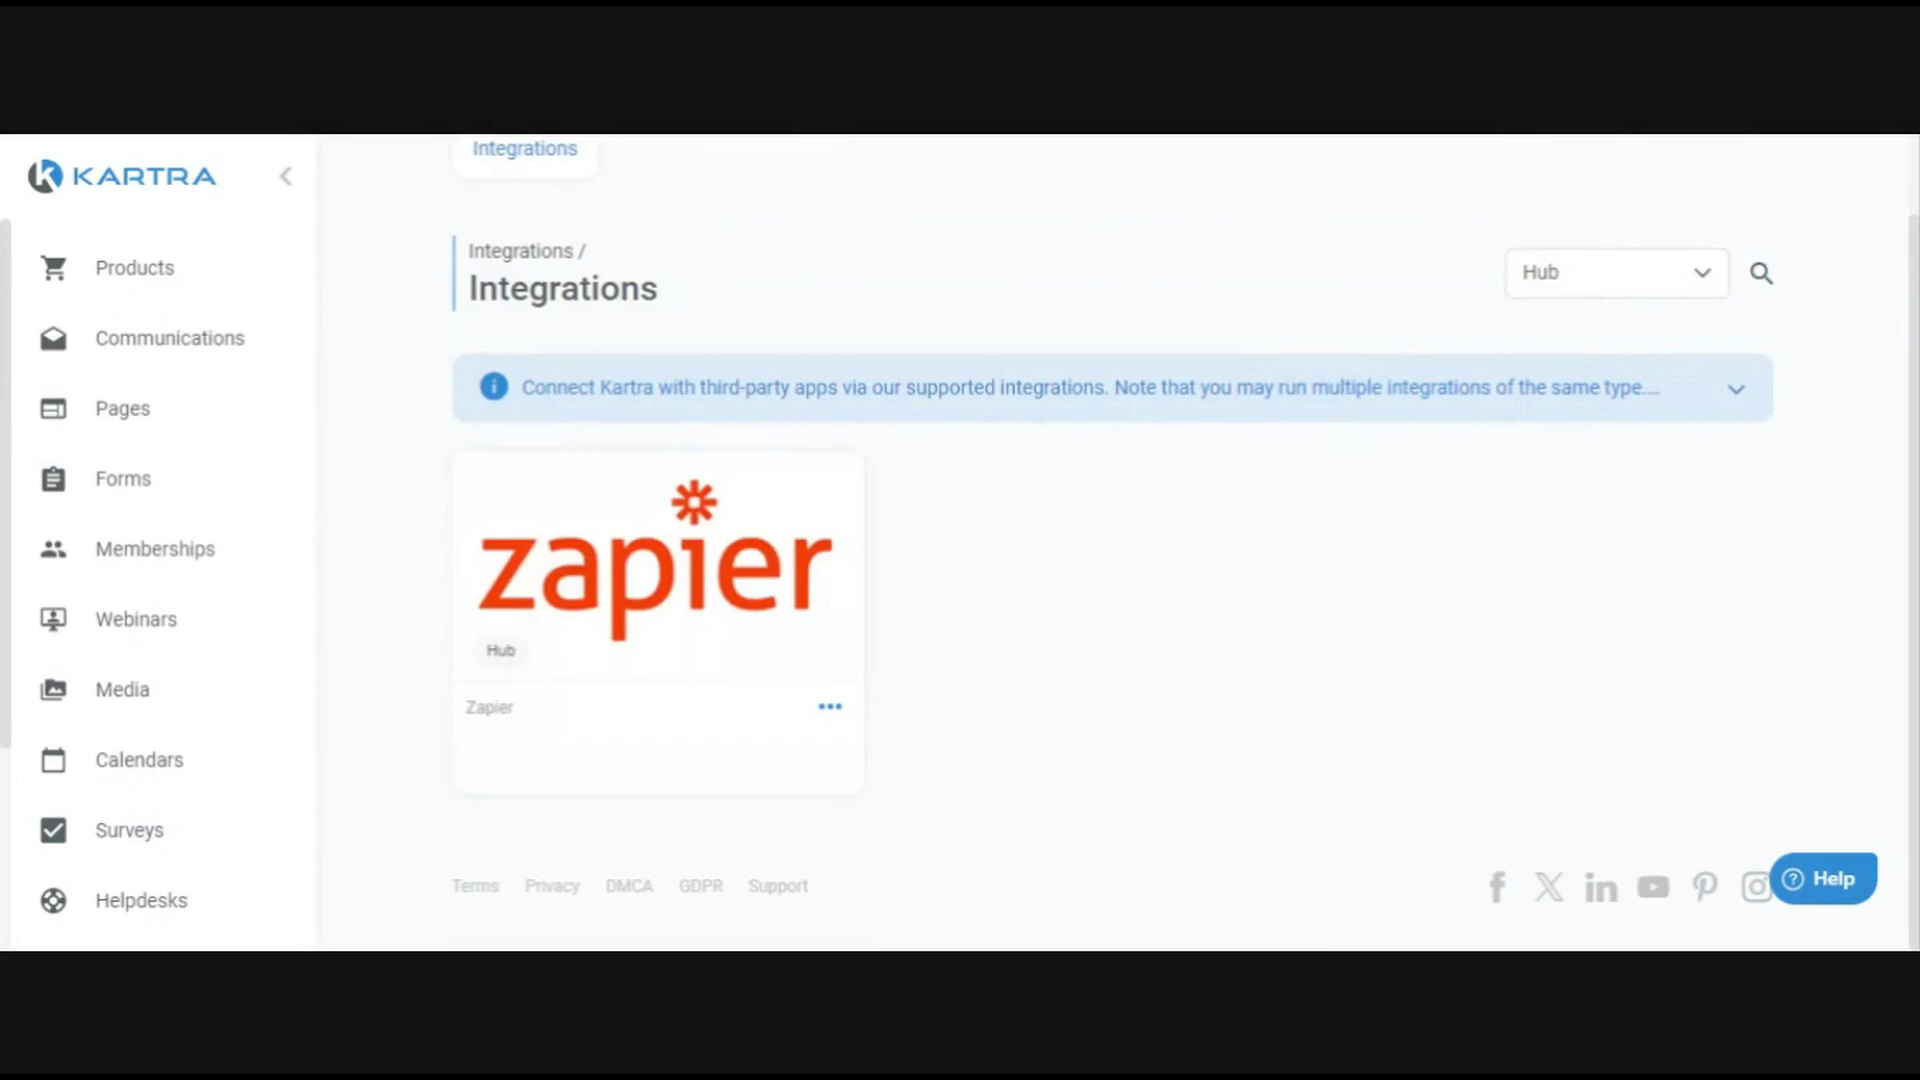 KARTRA
Products
Communications
Pages
Forms
Memberships
Webinars
Media
Calendars
Surveys
Helpdesks
Integrations
Integrations /
Integrations
Hub
Connect Kartra with third-party apps via our supported integrations. Note that you may run multiple integrations of the same type....
zapier
Hub
Zapier
Terms Privacy DMCA GDPR Support
Help